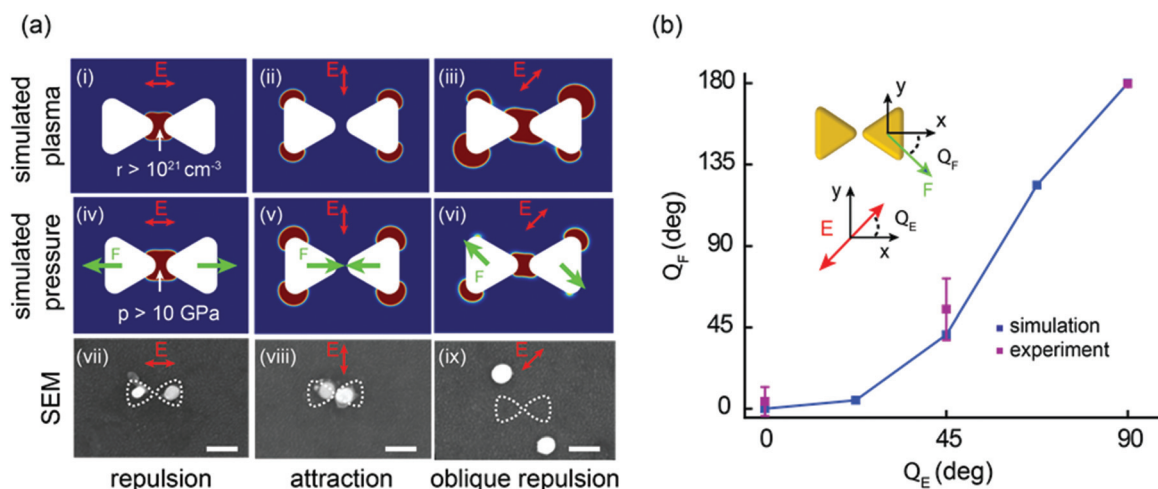 (a)
simulated
plasma
(i)
E
r > 10²¹ cm⁻³
(ii)
E
(iii)
E
simulated
pressure
(iv)
E
F
p > 10 GPa
(v)
E
F
(vi)
E
F
SEM
(vii)
E
(viii)
E
(ix)
E
repulsion
attraction
oblique repulsion
(b)
Q_F (deg)
180
135
90
45
0
y
x
Q_F
F
y
E
Q_E
x
simulation
experiment
0
45
90
Q_E (deg)